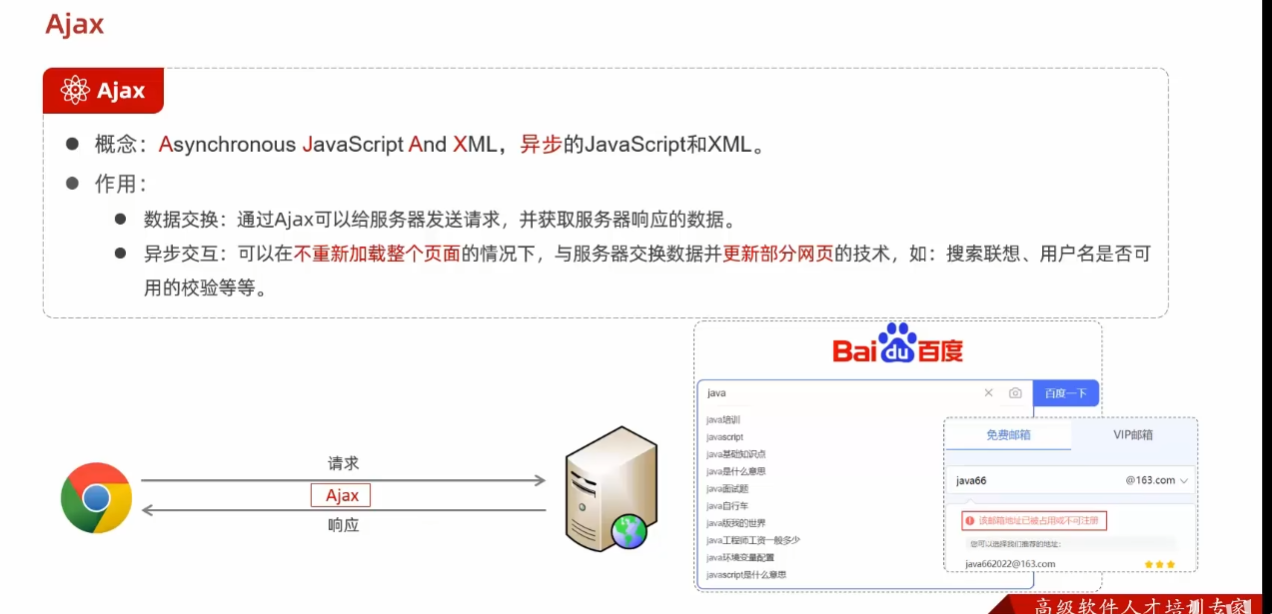 Ajax
Ajax
● 概念：Asynchronous JavaScript And XML，异步的JavaScript和XML。
● 作用：
● 数据交换：通过Ajax可以给服务器发送请求，并获取服务器响应的数据。
● 异步交互：可以在不重新加载整个页面的情况下，与服务器交换数据并更新部分网页的技术，如：搜索联想、用户名是否可
用的校验等等。
请求
Ajax
响应
Bai du 百度
java
百度一下
java培训
javascript
java基础知识点
java是什么意思
java面试题
java自行车
java版我的世界
java工程师工资一般多少
java环境变量配置
javascript是什么意思
免费邮箱 VIP邮箱
java66 @163.com
该邮箱地址已被占用或不可注册
您可以选择我们推荐的地址：
java662022@163.com
高级软件人才培训专家